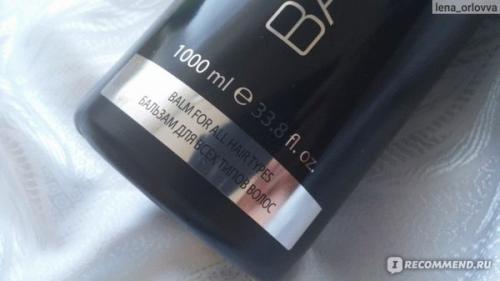 lena_orlovva
BA
1000 ml e 33.8 fl. oz.
BALM FOR ALL HAIR TYPES
БАЛЬЗАМ ДЛЯ ВСЕХ ТИПОВ ВОЛОС
IRECOMMEND.RU